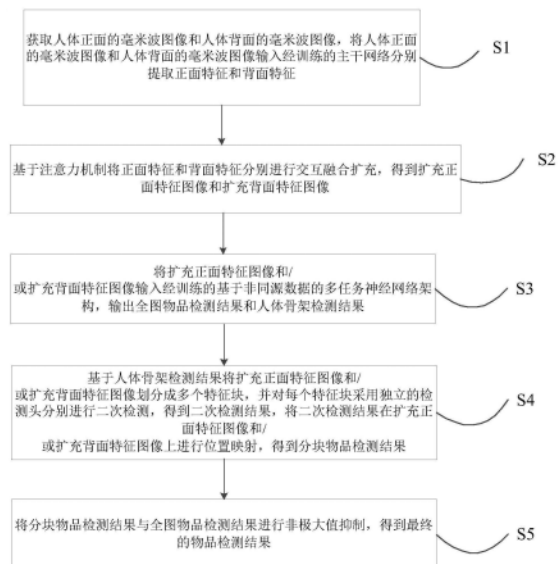 获取人体正面的毫米波图像和人体背面的毫米波图像，将人体正面
的毫米波图像和人体背面的毫米波图像输入经训练的主干网络分别
提取正面特征和背面特征
S1
基于注意力机制将正面特征和背面特征分别进行交互融合扩充，得到扩充正
面特征图像和扩充背面特征图像
S2
将扩充正面特征图像和/
或扩充背面特征图像输入经训练的基于非同源数据的多任务神经网络架
构，输出全图物品检测结果和人体骨架检测结果
S3
基于人体骨架检测结果将扩充正面特征图像和/
或扩充背面特征图像划分成多个特征块，并对每个特征块采用独立的检
测头分别进行二次检测，得到二次检测结果，将二次检测结果在扩充正
面特征图像和/
或扩充背面特征图像上进行位置映射，得到分块物品检测结果
S4
将分块物品检测结果与全图物品检测结果进行非极大值抑制，得到最终
的物品检测结果
S5